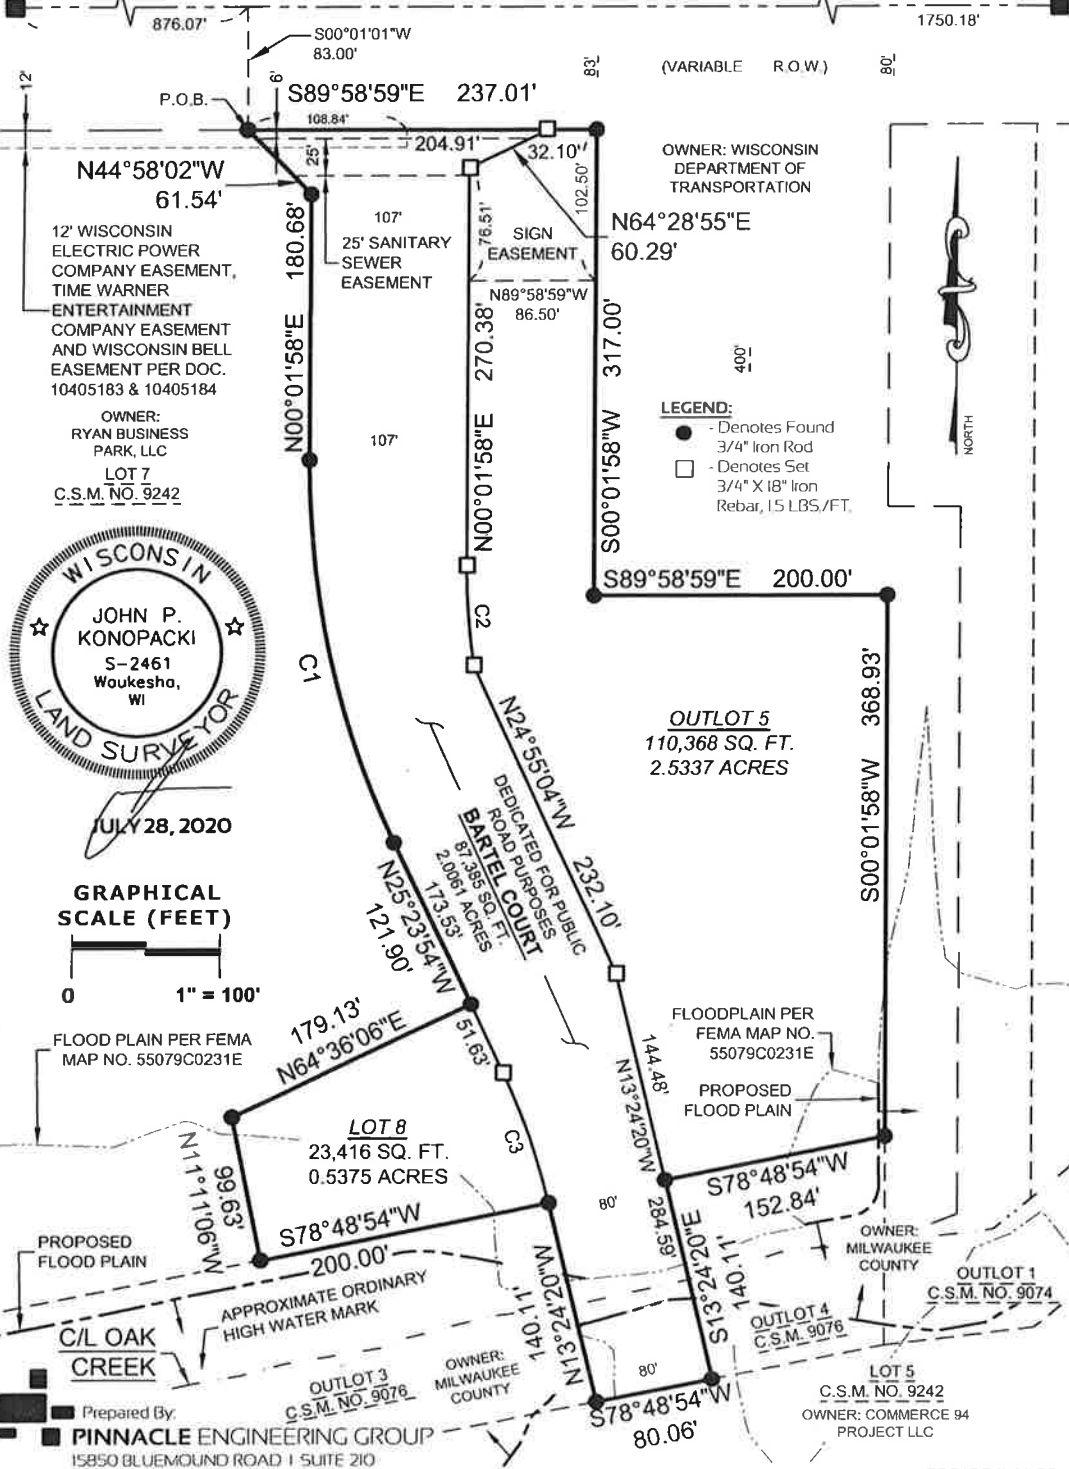 876.07'
1750.18'
S00°01'01"W
83.00'
12'
6'
83'
(VARIABLE R.O.W.)
80'
P.O.B.
S89°58'59"E 237.01'
108.84'
204.91'
32.10'
25'
102.50'
OWNER: WISCONSIN
DEPARTMENT OF
TRANSPORTATION
N44°58'02"W
61.54'
N64°28'55"E
60.29'
12' WISCONSIN
ELECTRIC POWER
COMPANY EASEMENT,
TIME WARNER
ENTERTAINMENT
COMPANY EASEMENT
AND WISCONSIN BELL
EASEMENT PER DOC.
10405183 & 10405184
107'
25' SANITARY
SEWER
EASEMENT
76.51'
SIGN
EASEMENT
N89°58'59"W
86.50'
N00°01'58"E 180.68'
N00°01'58"E 270.38'
S00°01'58"W 317.00'
400'
OWNER:
RYAN BUSINESS
PARK, LLC
LOT 7
C.S.M. NO. 9242
107'
LEGEND:
- Denotes Found
3/4" Iron Rod
- Denotes Set
3/4" X 18" Iron
Rebar, 1.5 LBS./FT.
NORTH
WISCONSIN
JOHN P.
KONOPACKI
S-2461
Waukesha,
WI
LAND SURVEYOR
JULY 28, 2020
S89°58'59"E 200.00'
C1
C2
N24°55'04"W 232.10'
OUTLOT 5
110,368 SQ. FT.
2.5337 ACRES
S00°01'58"W 368.93'
DEDICATED FOR PUBLIC
ROAD PURPOSES
BARTEL COURT
87,385 SQ. FT.
2.0061 ACRES
173.53'
N25°23'54"W
121.90'
GRAPHICAL
SCALE (FEET)
0 1" = 100'
FLOOD PLAIN PER FEMA
MAP NO. 55079C0231E
179.13'
N64°36'06"E
51.63'
144.48'
N13°24'20"W
FLOODPLAIN PER
FEMA MAP NO.
55079C0231E
PROPOSED
FLOOD PLAIN
LOT 8
23,416 SQ. FT.
0.5375 ACRES
C3
N11°11'06"W
99.63'
S78°48'54"W
200.00'
80'
284.59'
S78°48'54"W
152.84'
PROPOSED
FLOOD PLAIN
APPROXIMATE ORDINARY
HIGH WATER MARK
N13°24'20"W
140.11'
S13°24'20"E
140.11'
OWNER:
MILWAUKEE
COUNTY
OUTLOT 1
C.S.M. NO. 9074
OUTLOT 4
C.S.M. 9076
C/L OAK
CREEK
OUTLOT 3
C.S.M. NO. 9076
OWNER:
MILWAUKEE
COUNTY
80'
S78°48'54"W
80.06'
LOT 5
C.S.M. NO. 9242
OWNER: COMMERCE 94
PROJECT LLC
Prepared By:
PINNACLE ENGINEERING GROUP
15850 BLUEMOUND ROAD | SUITE 210